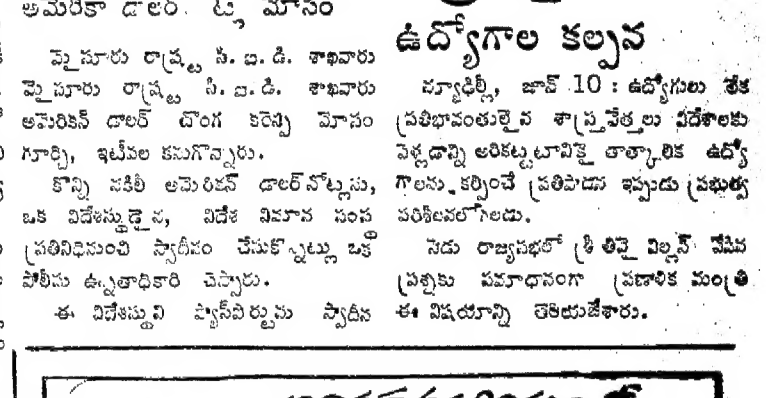 అమెరికా డాలర్ నోట్ల మోసం
మైసూరు రాష్ట్ర సి. ఐ. డి. శాఖవారు
మైసూరు రాష్ట్ర సి. ఐ. డి. శాఖవారు
అమెరికన్ డాలర్ దొంగ కరెన్సి మోసం
గూర్చి, ఇటీవల కనుగొన్నారు.
కొన్ని నకిలీ అమెరికన్ డాలర్‌నోట్లను,
ఒక విదేశస్థుడైన, విదేశ విమాన సంస్థ
ప్రతినిధినుంచి స్వాధీనం చేసుకొన్నట్లు ఒక
పోలీసు ఉన్నతాధికారి చెప్పారు.
ఈ విదేశస్థుని ప్యాస్‌పోర్టును స్వాధీన
ఉద్యోగాల కల్పన
న్యూఢిల్లీ, జూన్ 10 : ఉద్యోగులు లేక
ప్రతిభావంతులైన శాస్త్రవేత్తలు విదేశాలకు
వెళ్లడాన్ని అరికట్టటానికై తాత్కాలిక ఉద్యో
గాలను కల్పించే ప్రతిపాదన ఇప్పుడు ప్రభుత్వ
పరిశీలనలో లేదు.
నేడు రాజ్యసభలో శ్రీ విల్సన్ వేసిన
ప్రశ్నకు సమాధానంగా ప్రణాళిక మంత్రి
ఈ విషయాన్ని తెలియజేశారు.